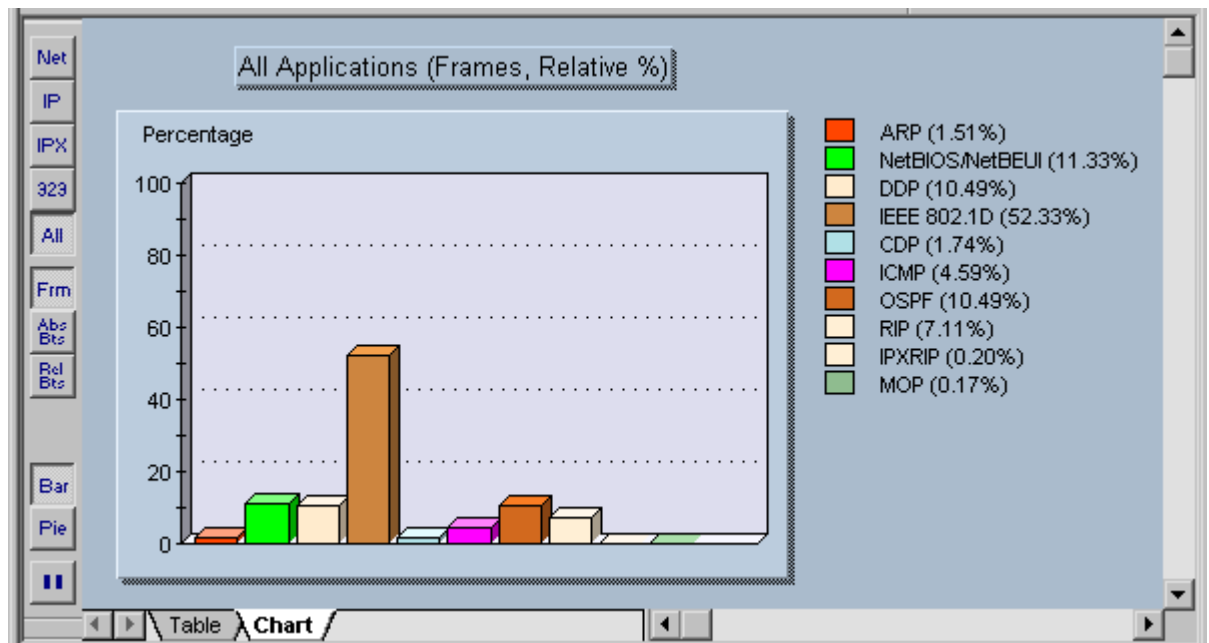 Net
IP
IPX
323
All
Frm
Abs
Bts
Rel
Bts
Bar
Pie
All Applications (Frames, Relative %)
Percentage
100
80
60
40
20
0
ARP (1.51%)
NetBIOS/NetBEUI (11.33%)
DDP (10.49%)
IEEE 802.1D (52.33%)
CDP (1.74%)
ICMP (4.59%)
OSPF (10.49%)
RIP (7.11%)
IPXRIP (0.20%)
MOP (0.17%)
Table
Chart